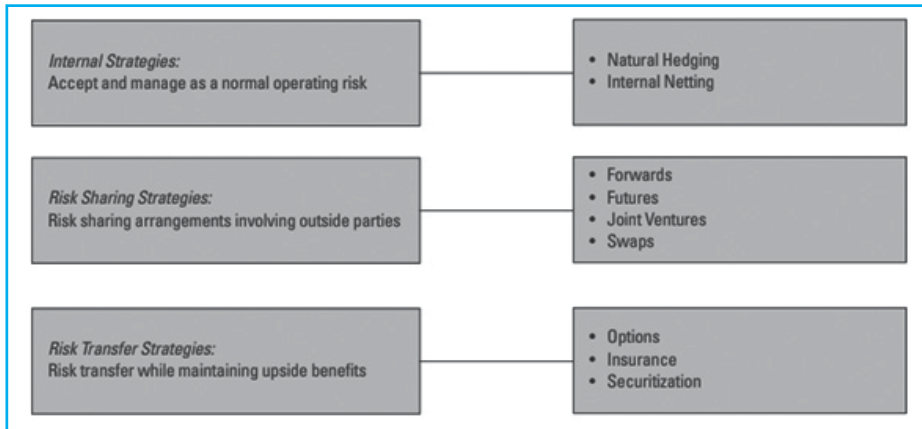 Internal Strategies:
Accept and manage as a normal operating risk
• Natural Hedging
• Internal Netting
Risk Sharing Strategies:
Risk sharing arrangements involving outside parties
• Forwards
• Futures
• Joint Ventures
• Swaps
Risk Transfer Strategies:
Risk transfer while maintaining upside benefits
• Options
• Insurance
• Securitization